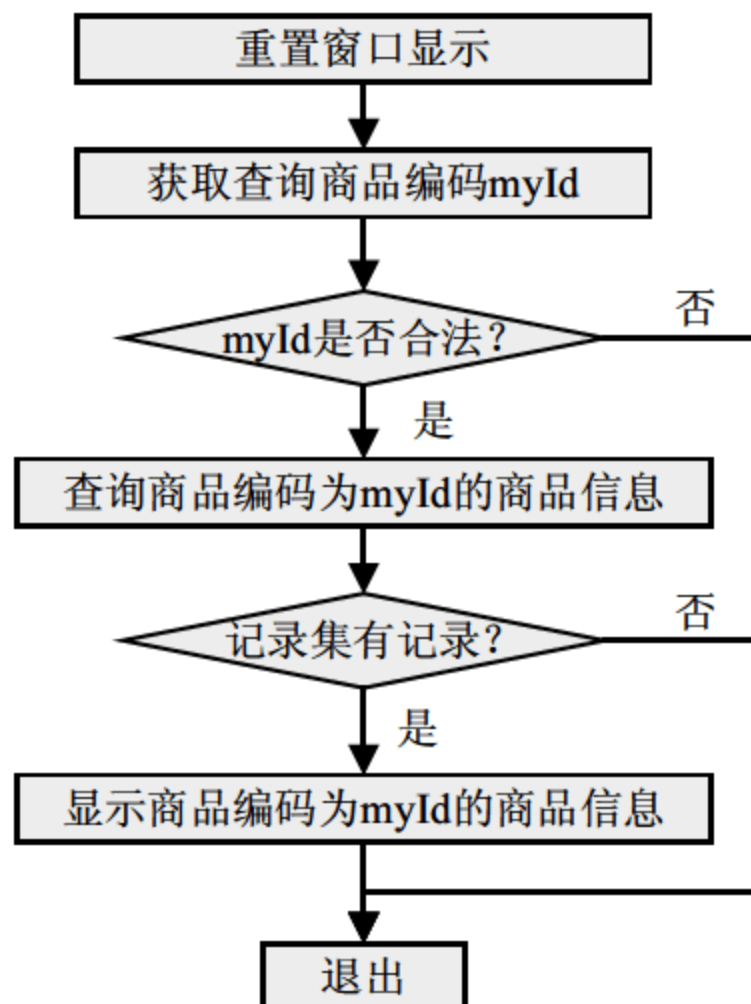 重置窗口显示
获取查询商品编码myId
myId是否合法？
否
是
查询商品编码为myId的商品信息
记录集有记录？
否
是
显示商品编码为myId的商品信息
退出